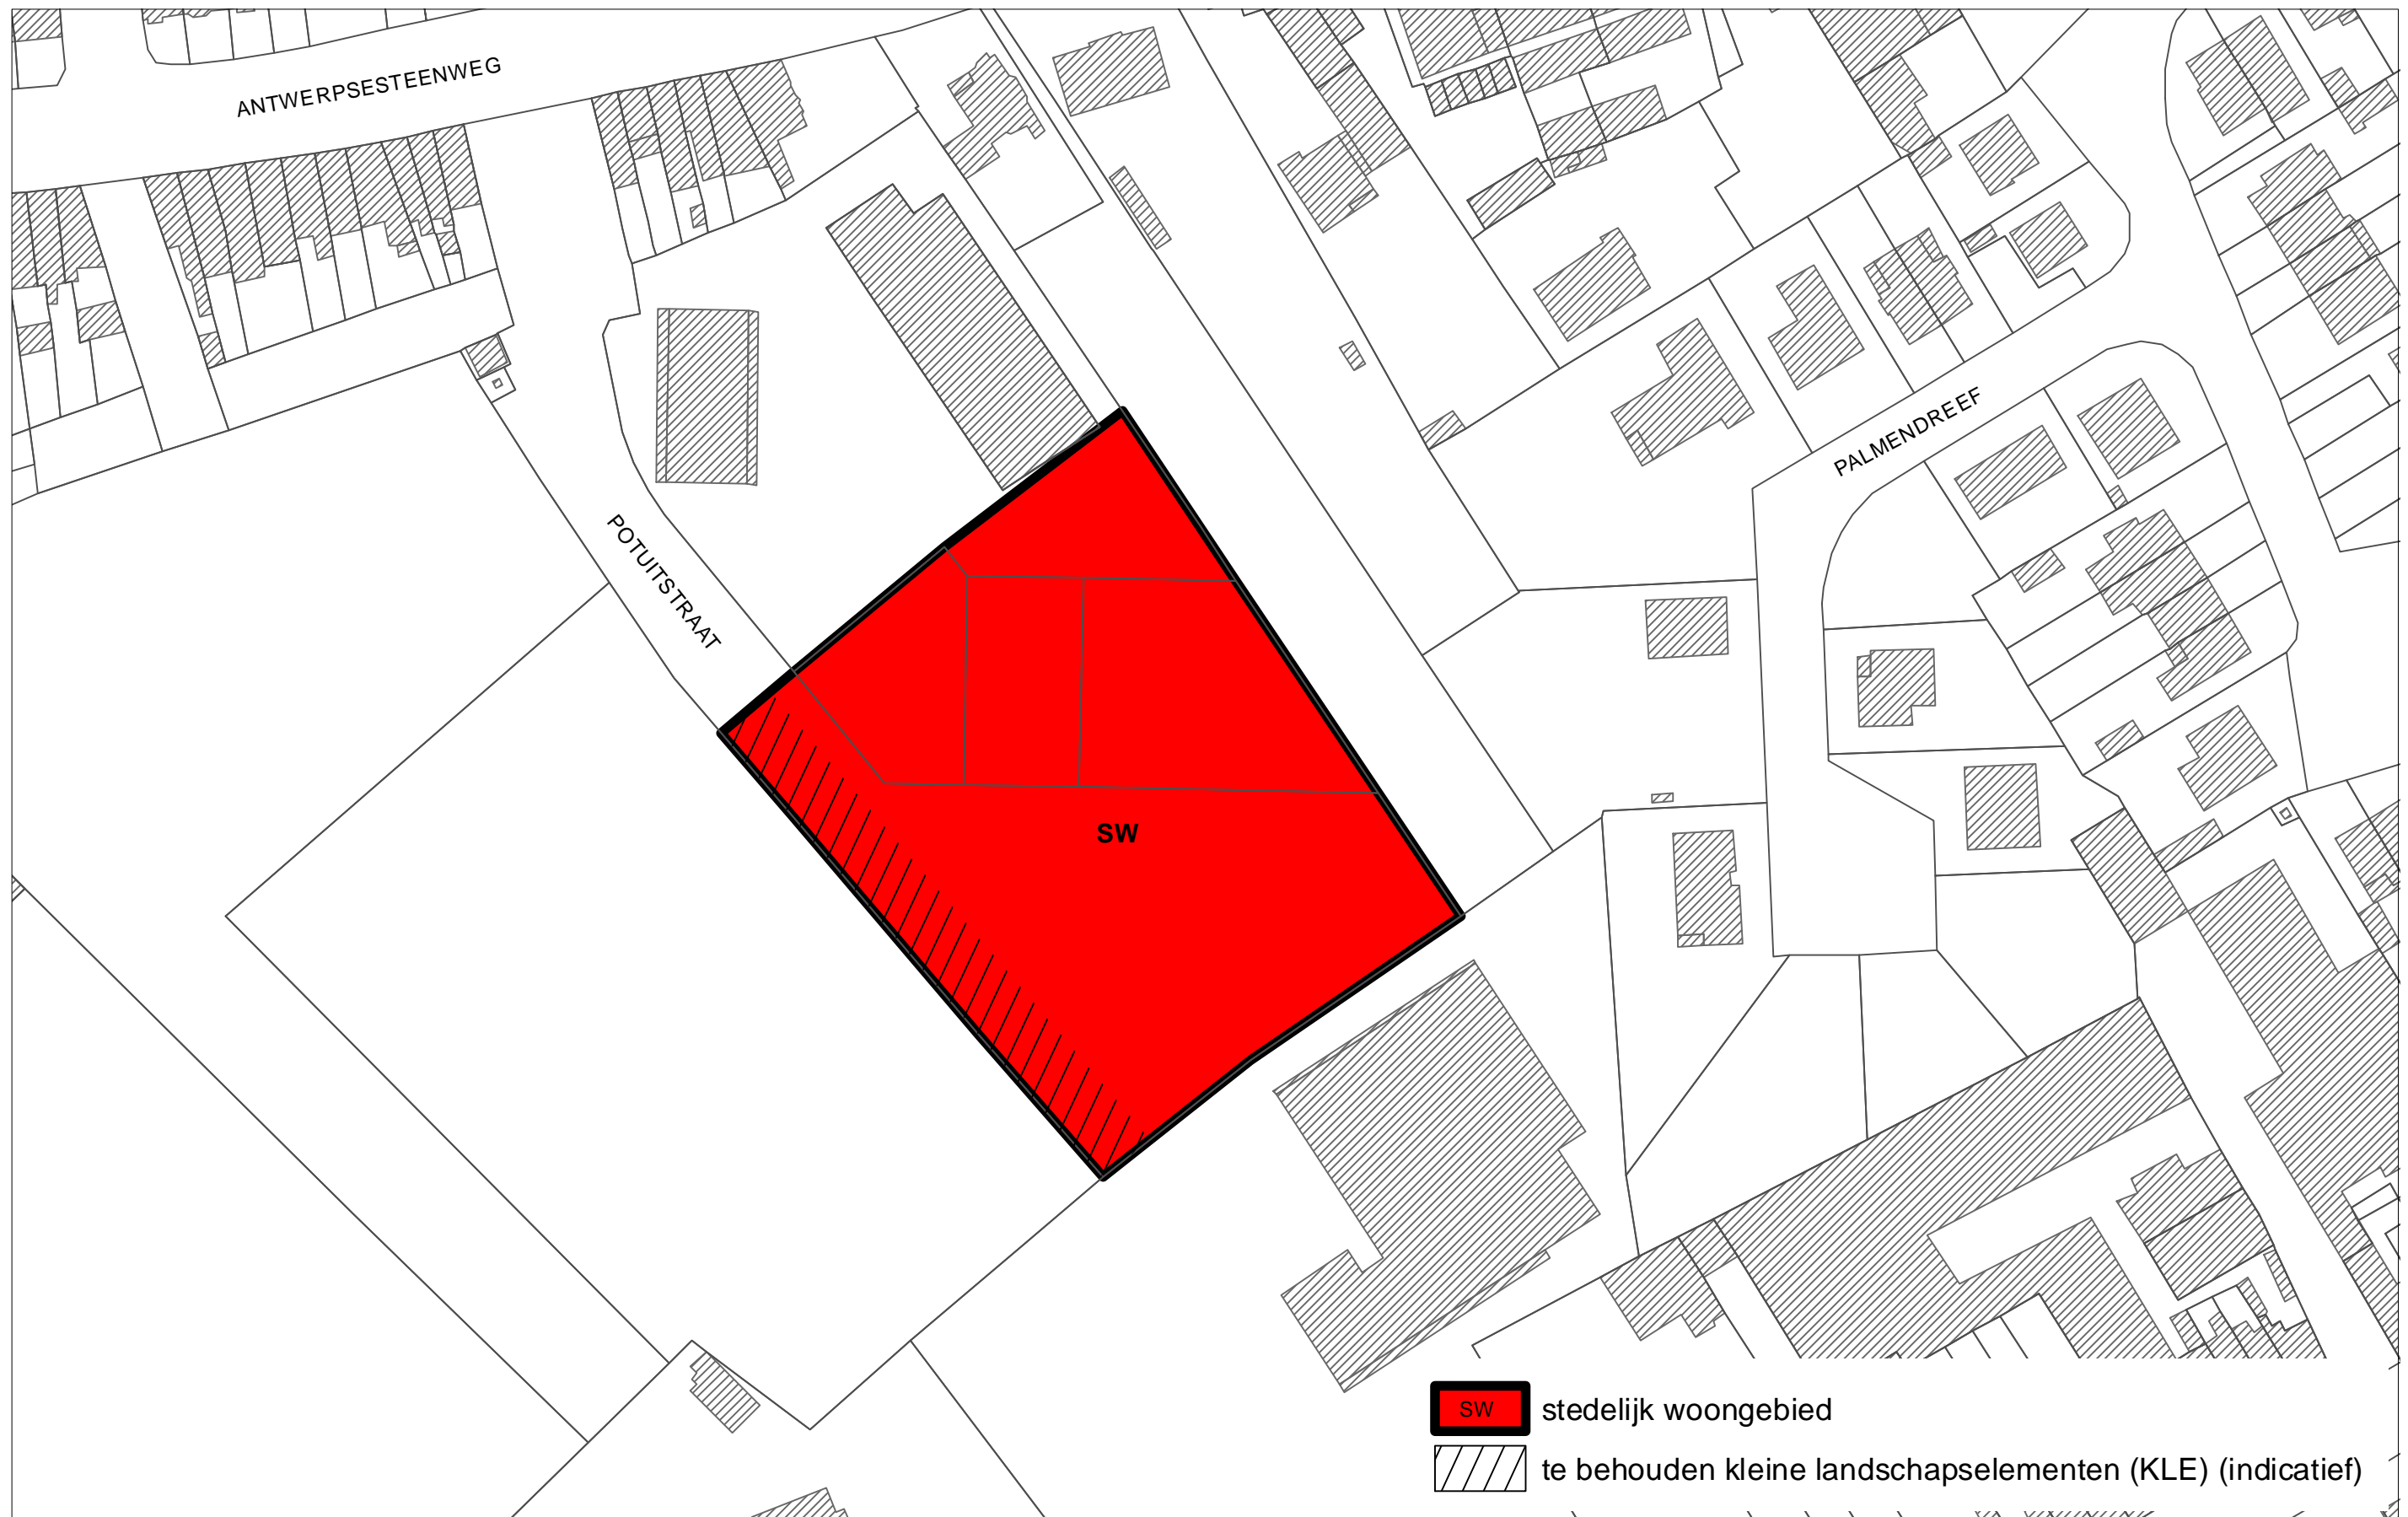 ANTWERPSESTEENWEG
PALMENDREEF
POTUITSTRAAT
SW
SW stedelijk woongebied
te behouden kleine landschapselementen (KLE) (indicatief)